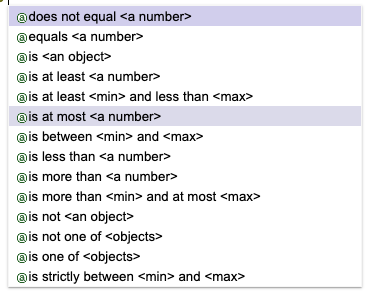 @ does not equal <a number>
@ equals <a number>
@ is <an object>
@ is at least <a number>
@ is at least <min> and less than <max>
@ is at most <a number>
@ is between <min> and <max>
@ is less than <a number>
@ is more than <a number>
@ is more than <min> and at most <max>
@ is not <an object>
@ is not one of <objects>
@ is one of <objects>
@ is strictly between <min> and <max>